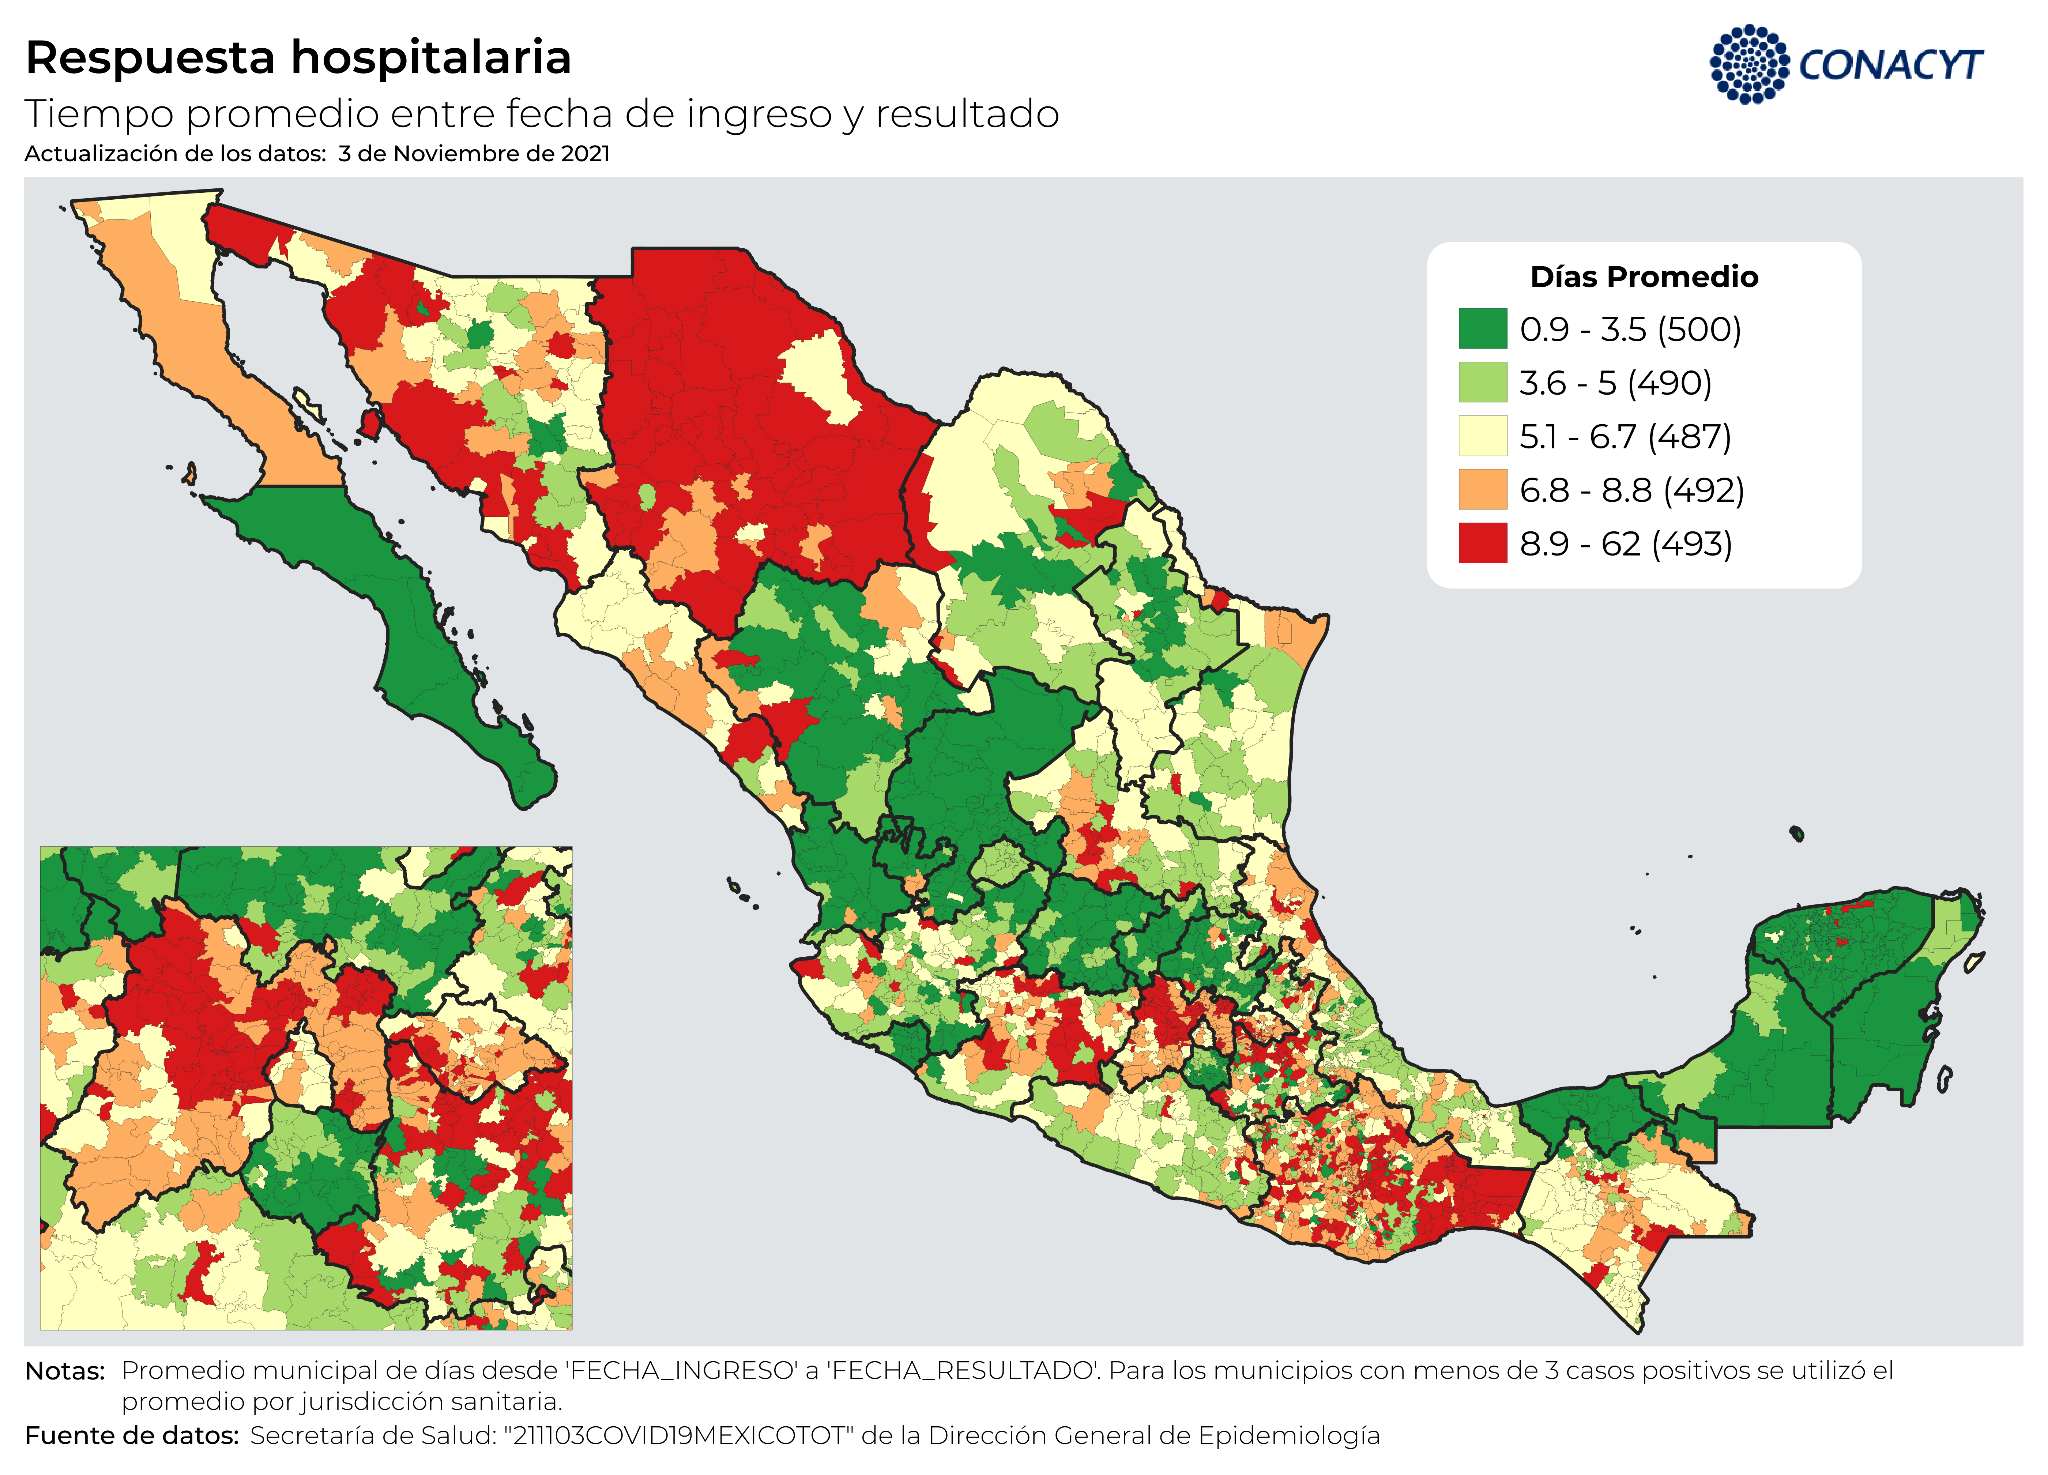 Respuesta hospitalaria
Tiempo promedio entre fecha de ingreso y resultado
Actualización de los datos: 3 de Noviembre de 2021
CONACYT
Días Promedio
0.9 - 3.5 (500)
3.6 - 5 (490)
5.1 - 6.7 (487)
6.8 - 8.8 (492)
8.9 - 62 (493)
Notas: Promedio municipal de días desde 'FECHA_INGRESO' a 'FECHA_RESULTADO'. Para los municipios con menos de 3 casos positivos se utilizó el
promedio por jurisdicción sanitaria.
Fuente de datos: Secretaría de Salud: "211103COVID19MEXICOTOT" de la Dirección General de Epidemiología